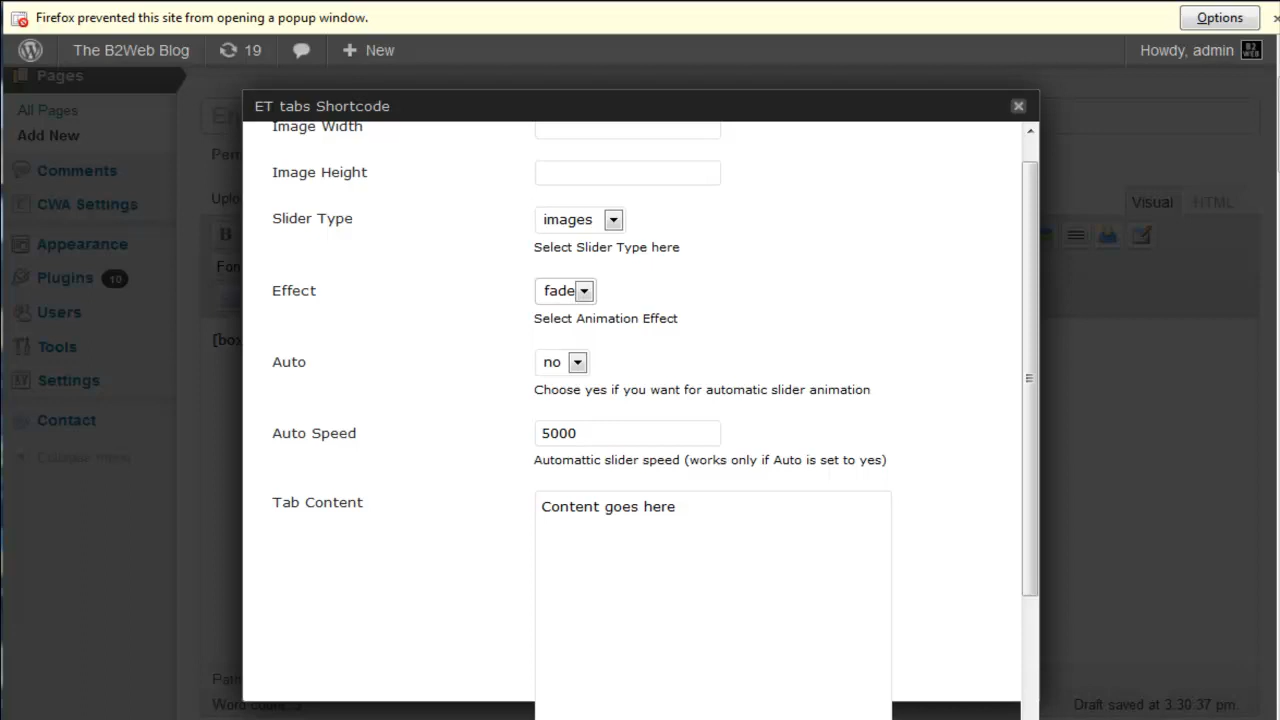 Firefox prevented this site from opening a popup window.
Options
The B2Web Blog
19
New
Howdy, admin
B2
WEB
Pages
All Pages
Add New
Comments
CWA Settings
Appearance
Plugins 10
Users
Tools
Settings
Contact
Collapse menu
Visual
HTML
B
ET tabs Shortcode
Image Width
Image Height
Slider Type
images
Select Slider Type here
Effect
fade
Select Animation Effect
Auto
no
Choose yes if you want for automatic slider animation
Auto Speed
5000
Automattic slider speed (works only if Auto is set to yes)
Tab Content
Content goes here
Draft saved at 3:30:37 pm.